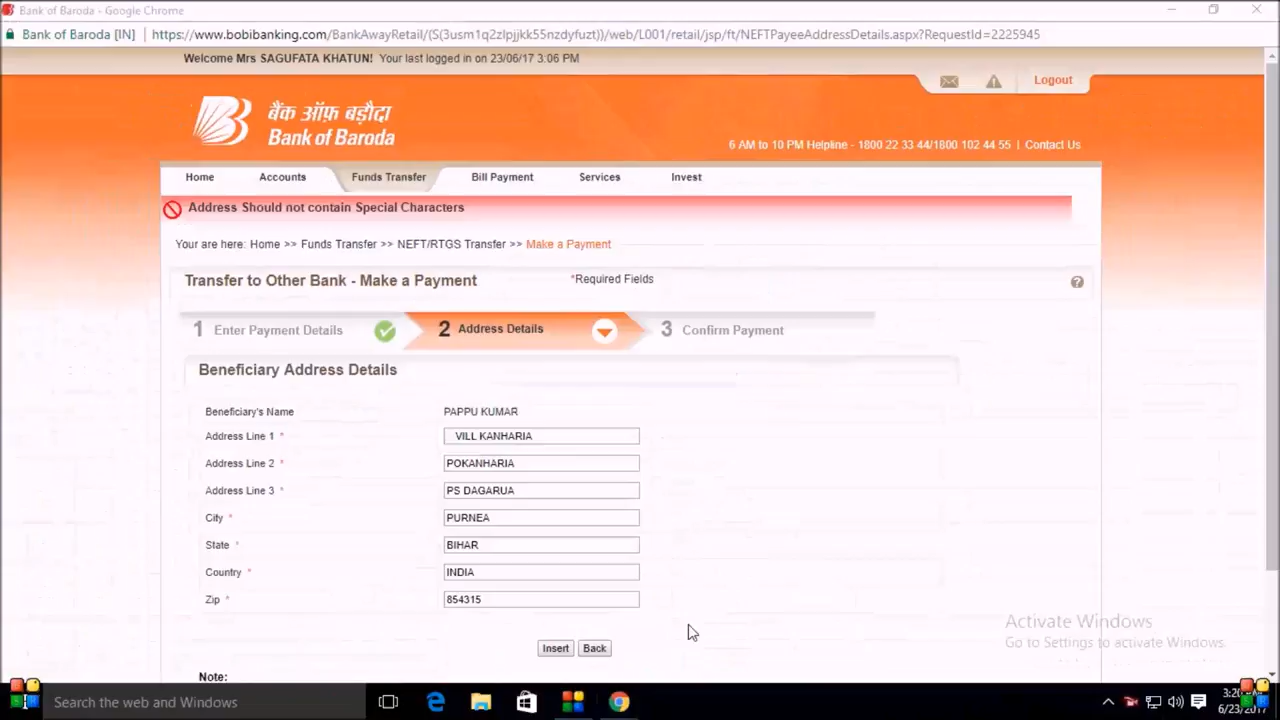 Bank of Baroda - Google Chrome
Bank of Baroda [IN] | https://www.bobibanking.com/BankAwayRetail/(S(3usm1q2zlpjjkk55nzdyfuzt))/web/L001/retail/jsp/ft/NEFTPayeeAddressDetails.aspx?RequestId=2225945
Welcome Mrs SAGUFATA KHATUN! Your last logged in on 23/06/17 3:06 PM
Logout
बैंक ऑफ़ बड़ौदा
Bank of Baroda
6 AM to 10 PM Helpline - 1800 22 33 44/1800 102 44 55 | Contact Us
Home Accounts Funds Transfer Bill Payment Services Invest
Address Should not contain Special Characters
Your are here: Home >> Funds Transfer >> NEFT/RTGS Transfer >> Make a Payment
Transfer to Other Bank - Make a Payment *Required Fields
1 Enter Payment Details 2 Address Details 3 Confirm Payment
Beneficiary Address Details
Beneficiary's Name PAPPU KUMAR
Address Line 1 * VILL KANHARIA
Address Line 2 * POKANHARIA
Address Line 3 * PS DAGARUA
City * PURNEA
State * BIHAR
Country * INDIA
Zip * 854315
Activate Windows
Go to Settings to activate Windows.
Insert Back
Note:
Search the web and Windows